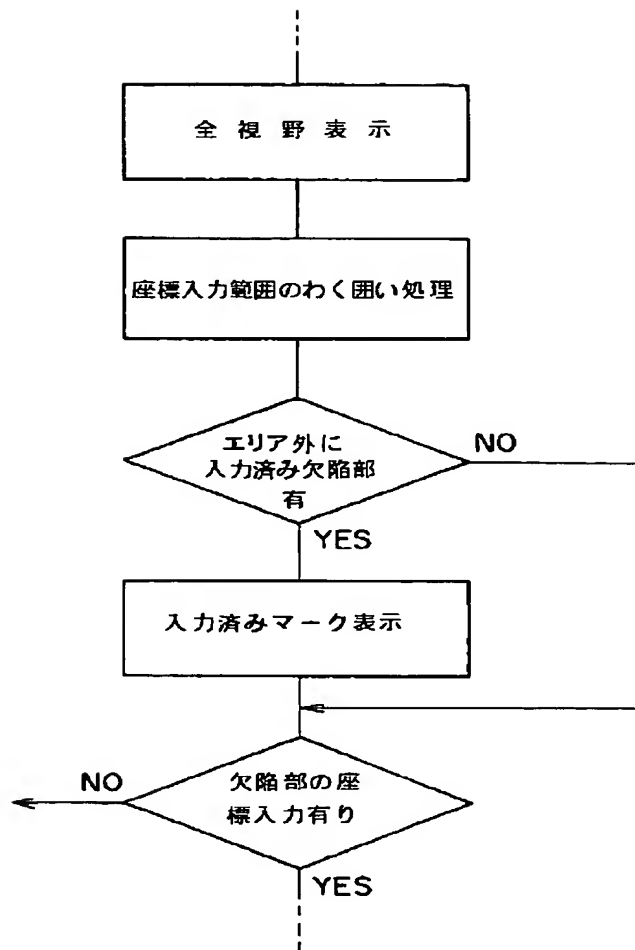 全視野表示
座標入力範囲のわく囲い処理
エリア外に
入力済み欠陥部
有
NO
YES
入力済みマーク表示
欠陥部の座
標入力有り
NO
YES